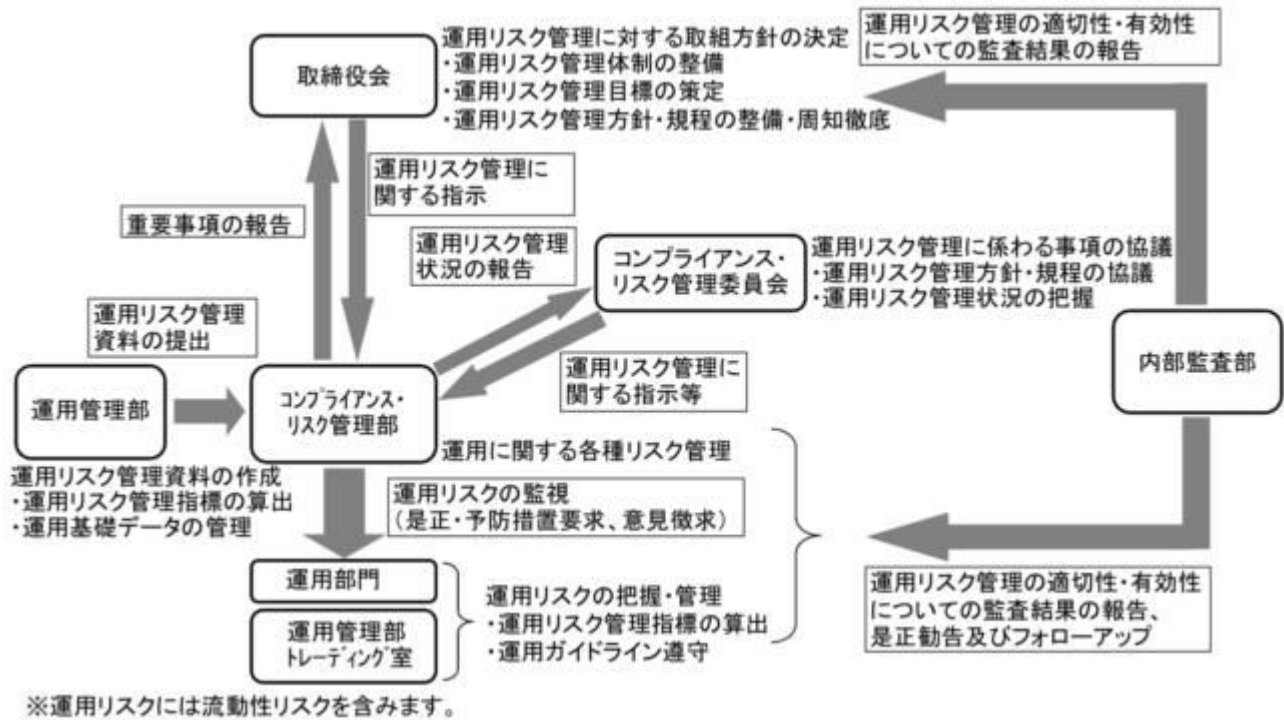 取締役会
運用リスク管理に対する取組方針の決定
・運用リスク管理体制の整備
・運用リスク管理目標の策定
・運用リスク管理方針・規程の整備・周知徹底
運用リスク管理の適切性・有効性
についての監査結果の報告
運用リスク管理に
関する指示
重要事項の報告
運用リスク管理
状況の報告
コンプライアンス・
リスク管理委員会
運用リスク管理に係わる事項の協議
・運用リスク管理方針・規程の協議
・運用リスク管理状況の把握
運用リスク管理
資料の提出
内部監査部
運用管理部
コンプライアンス・
リスク管理部
運用リスク管理に
関する指示等
運用に関する各種リスク管理
運用リスク管理資料の作成
・運用リスク管理指標の算出
・運用基礎データの管理
運用リスクの監視
（是正・予防措置要求、意見徴求）
運用部門
運用管理部
トレーディング室
運用リスクの把握・管理
・運用リスク管理指標の算出
・運用ガイドライン遵守
運用リスク管理の適切性・有効性
についての監査結果の報告、
是正勧告及びフォローアップ
※運用リスクには流動性リスクを含みます。